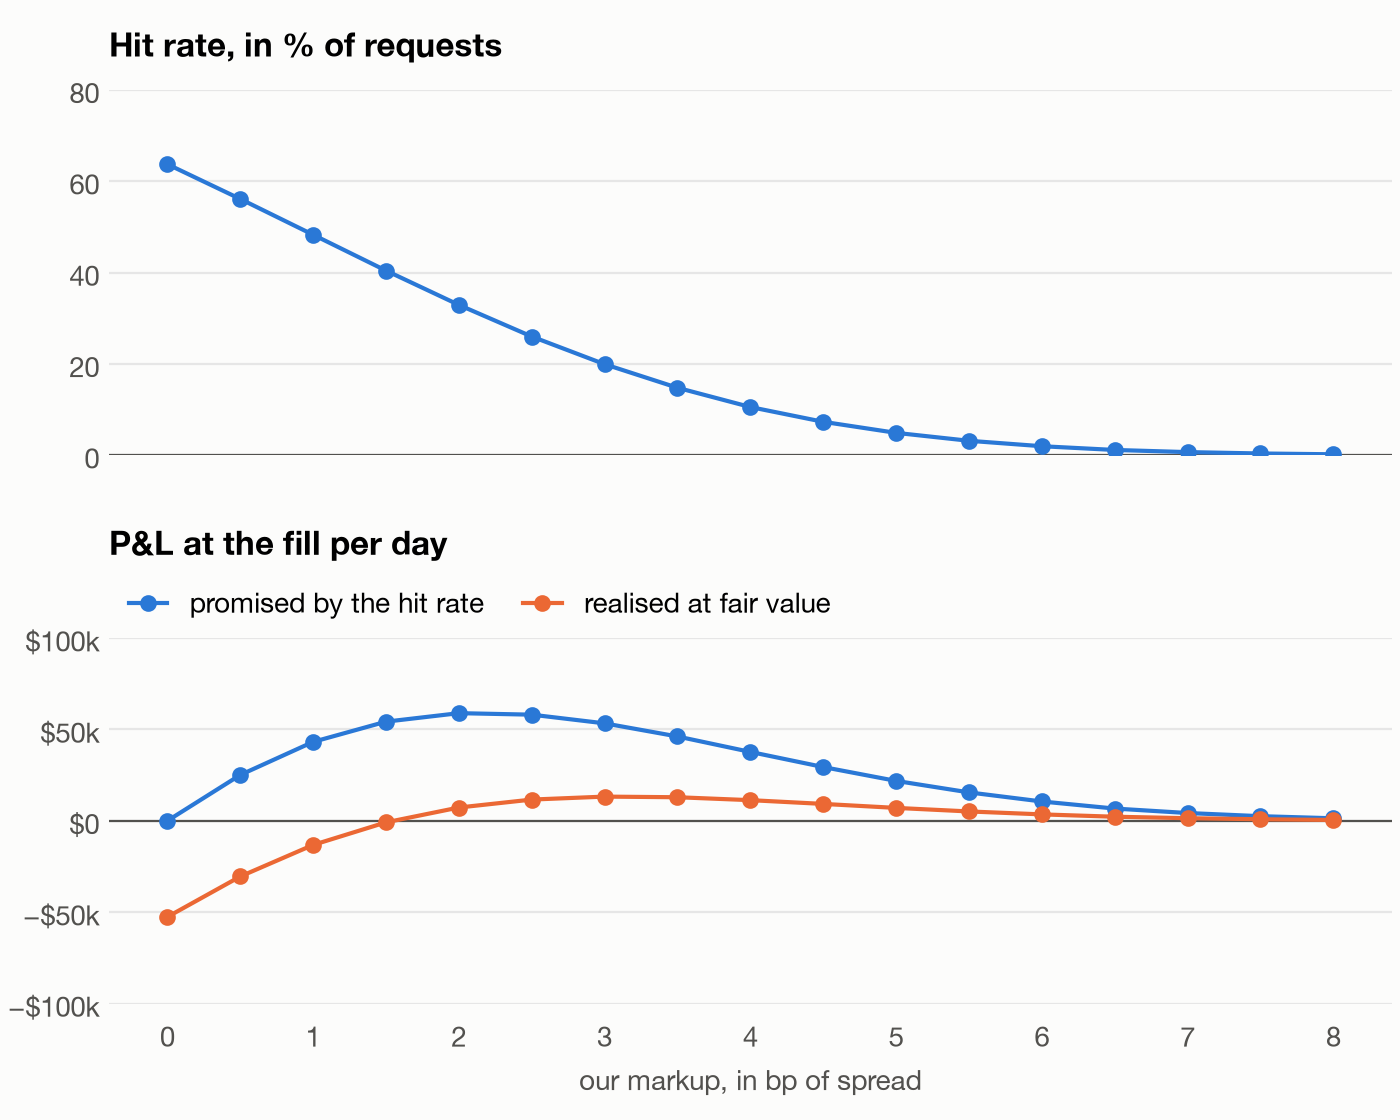 Hit rate, in % of requests
80
60
40
20
0
P&L at the fill per day
promised by the hit rate realised at fair value
$100k
$50k
$0
−$50k
−$100k
0 1 2 3 4 5 6 7 8
our markup, in bp of spread